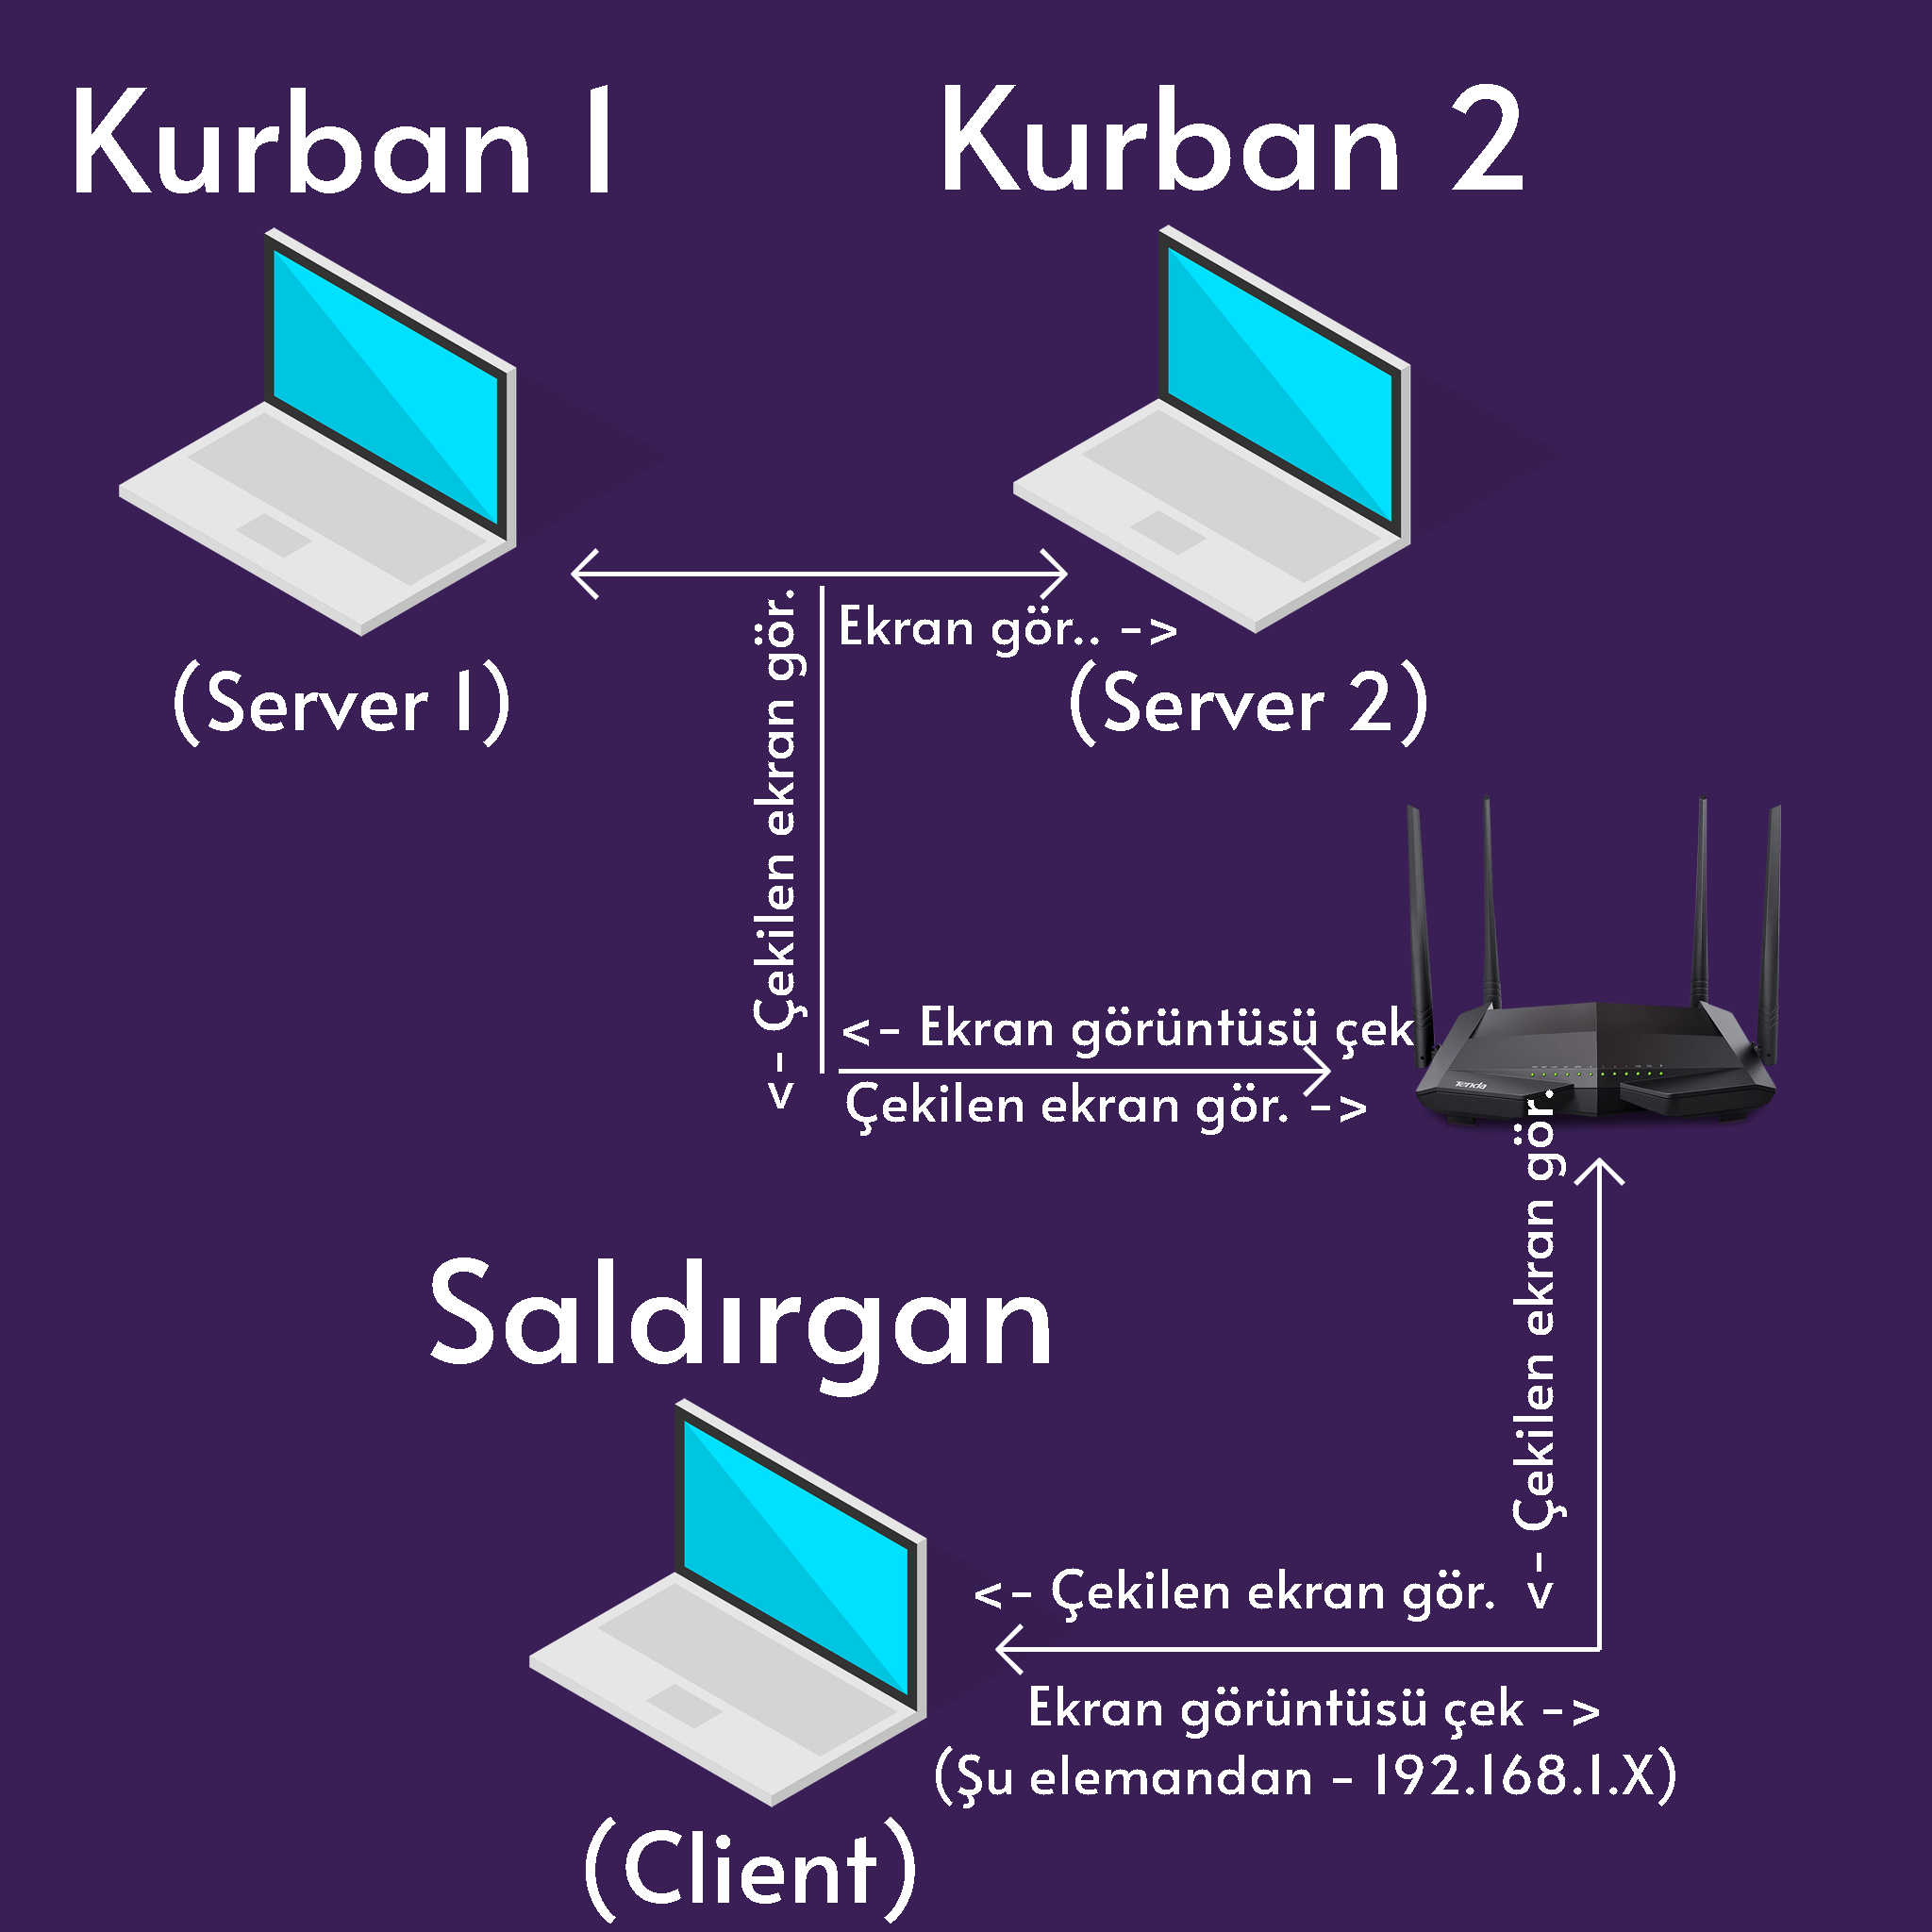 Kurban 1
Kurban 2
Ekran gör.. ->
(Server 1)
(Server 2)
<- Çekilen ekran gör.
<- Ekran görüntüsü çek
Çekilen ekran gör. ->
Tenda
<- Çekilen ekran gör.
Saldırgan
<- Çekilen ekran gör.
Ekran görüntüsü çek ->
(Şu elemandan - 192.168.1.X)
(Client)